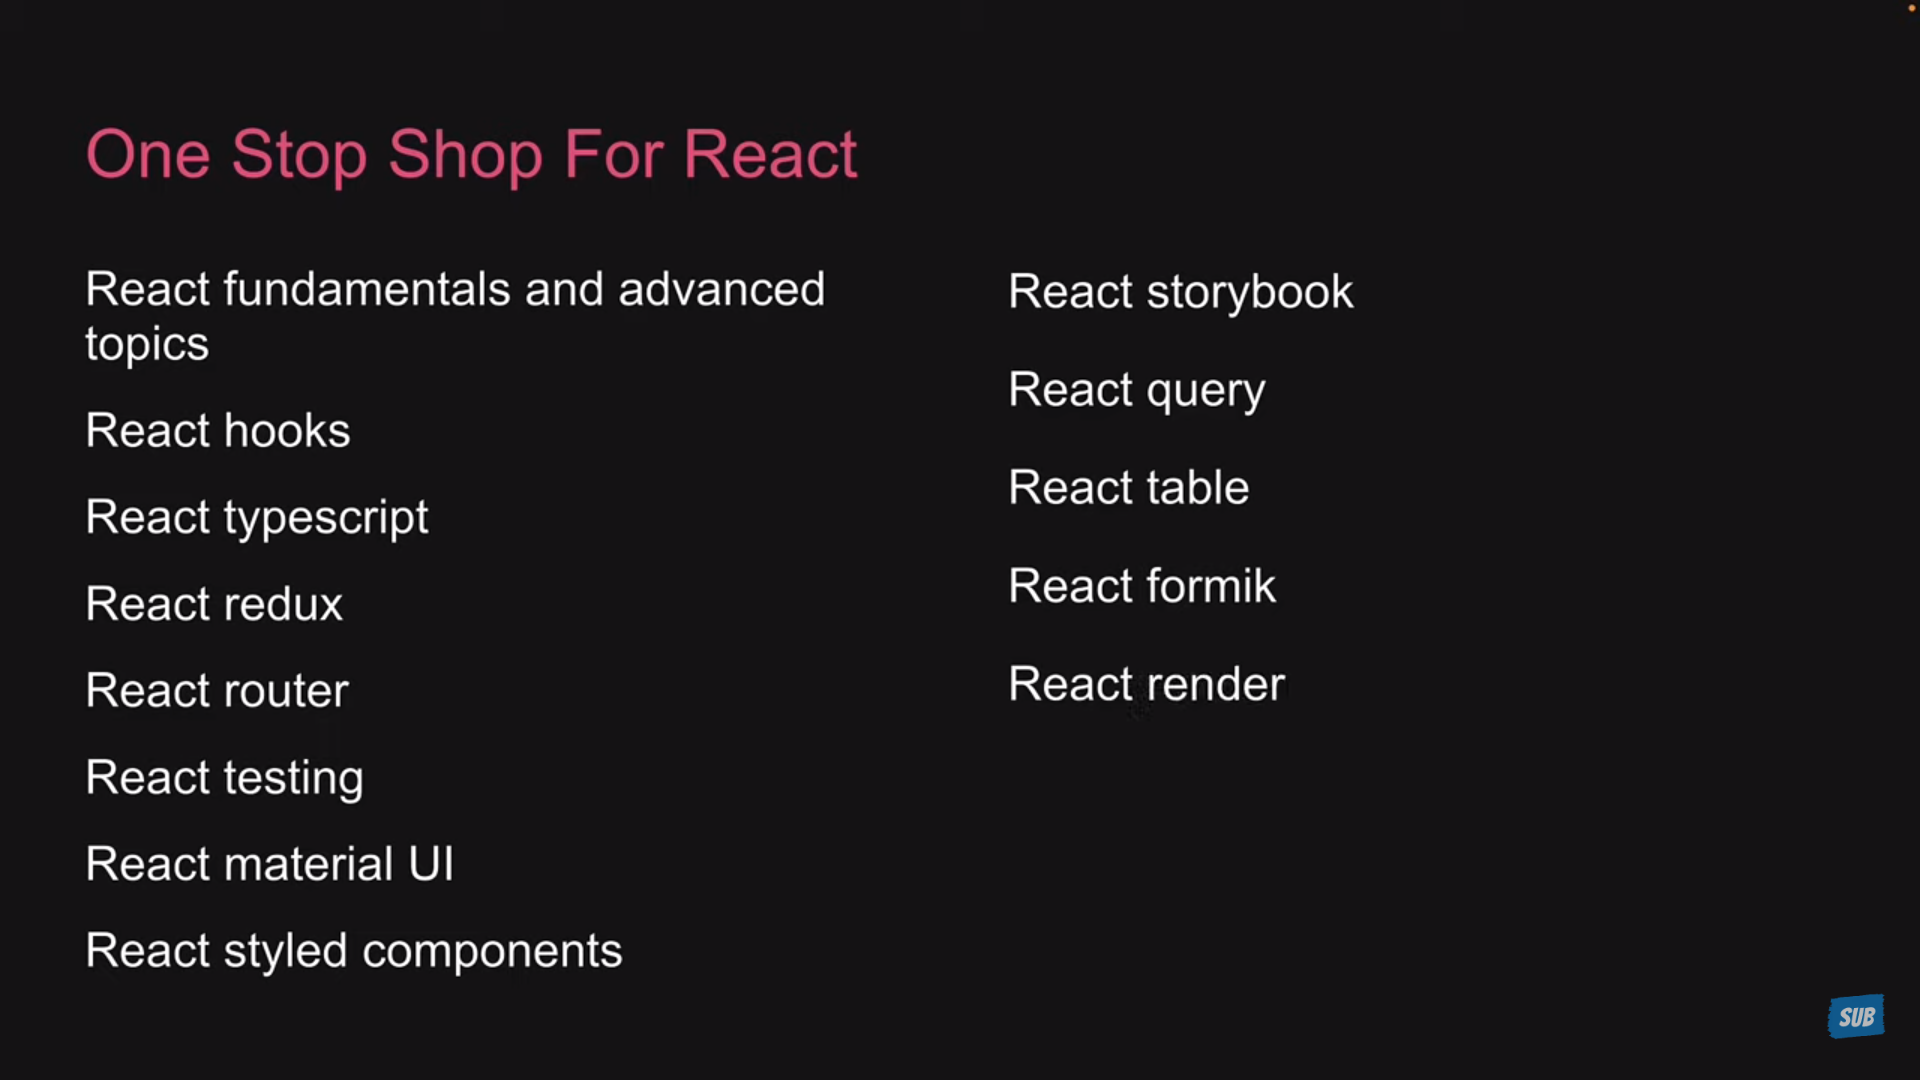 One Stop Shop For React
React fundamentals and advanced
topics
React hooks
React typescript
React redux
React router
React testing
React material UI
React styled components
React storybook
React query
React table
React formik
React render
SUB